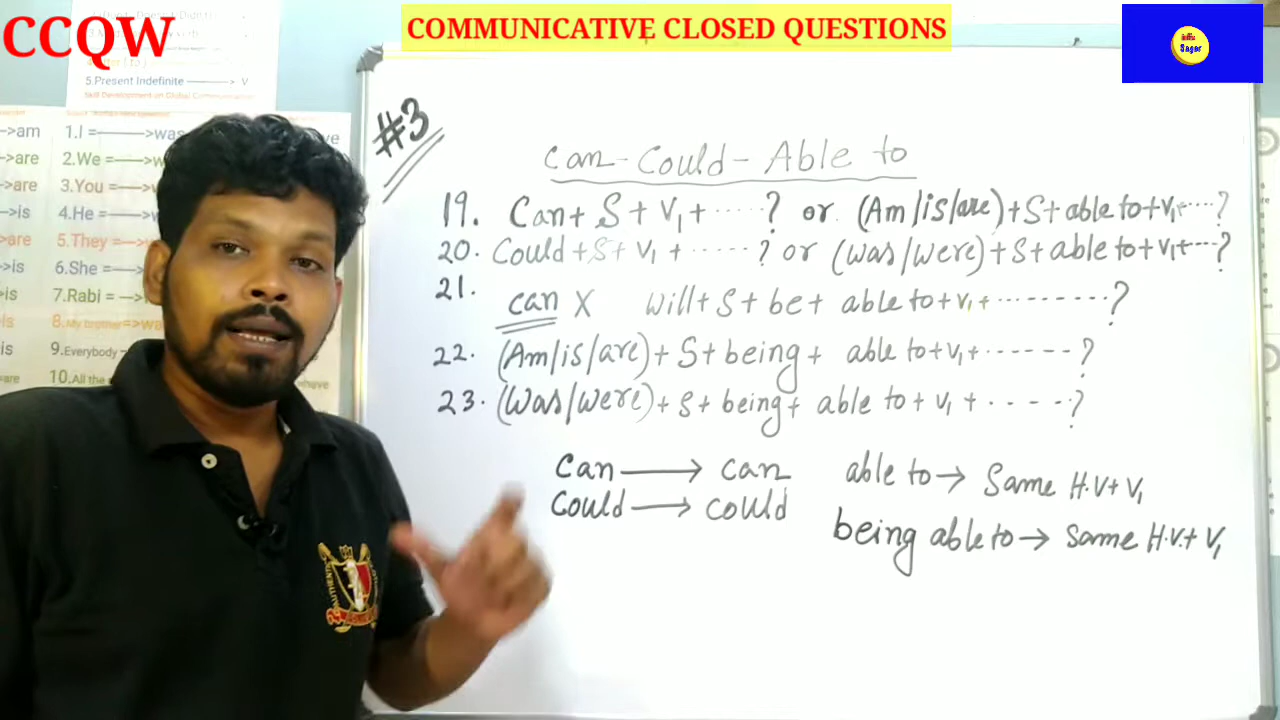 CCQW
COMMUNICATIVE CLOSED QUESTIONS
Sagar
5.Present Indefinite ⟶ V
Skill Development on Global Communication
->am
->are
->are
->is
->are
->is
->is
is
is
->are
1.I =⟶>was
2.We =⟶>w
3.You =⟶>w
4.He =⟶>w
5.They =⟶>
6.She =⟶>
7.Rabi =⟶>
8.My brother=>wa
9.Everybody
10.All the
#3
Can-Could-Able to
19. Can+ S + V₁ + ......? or (Am/is/are)+S+able to+V₁+....?
20. Could +S+ V₁ + ......? or (was/were)+S+able to+V₁+....?
21. can X will+ S + be + able to+V₁+ .........?
22. (Am/is/are) + S + being + able to+V₁+ ......?
23. (Was/were)+ S + being + able to + V₁ + .....?
Can ⟶ can able to → Same H.V+ V₁
Could ⟶ could
being able to → Same H.V.+ V₁
AUTHENTIC